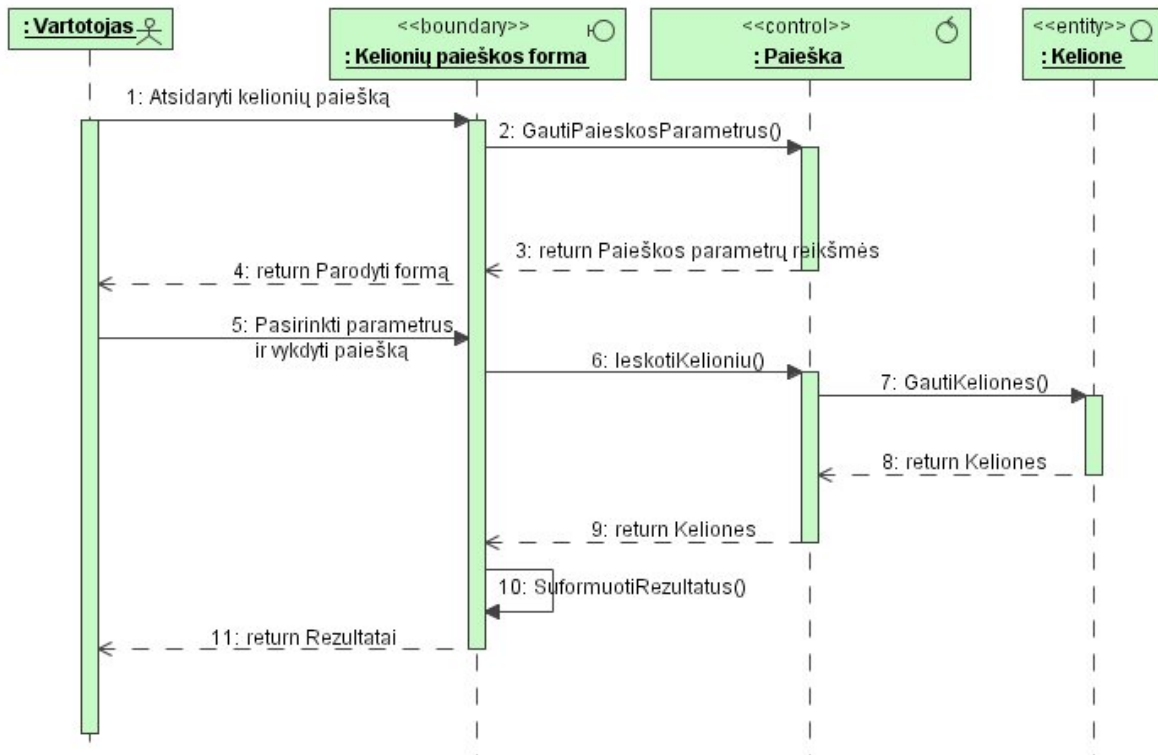 : Vartotojas
<<boundary>>
: Kelionių paieškos forma
<<control>>
: Paieška
<<entity>>
: Kelione
1: Atsidaryti kelionių paiešką
2: GautiPaieskosParametrus()
3: return Paieškos parametrų reikšmės
4: return Parodyti formą
5: Pasirinkti parametrus
ir vykdyti paiešką
6: IeskotiKelioniu()
7: GautiKeliones()
8: return Keliones
9: return Keliones
10: SuformuotiRezultatus()
11: return Rezultatai